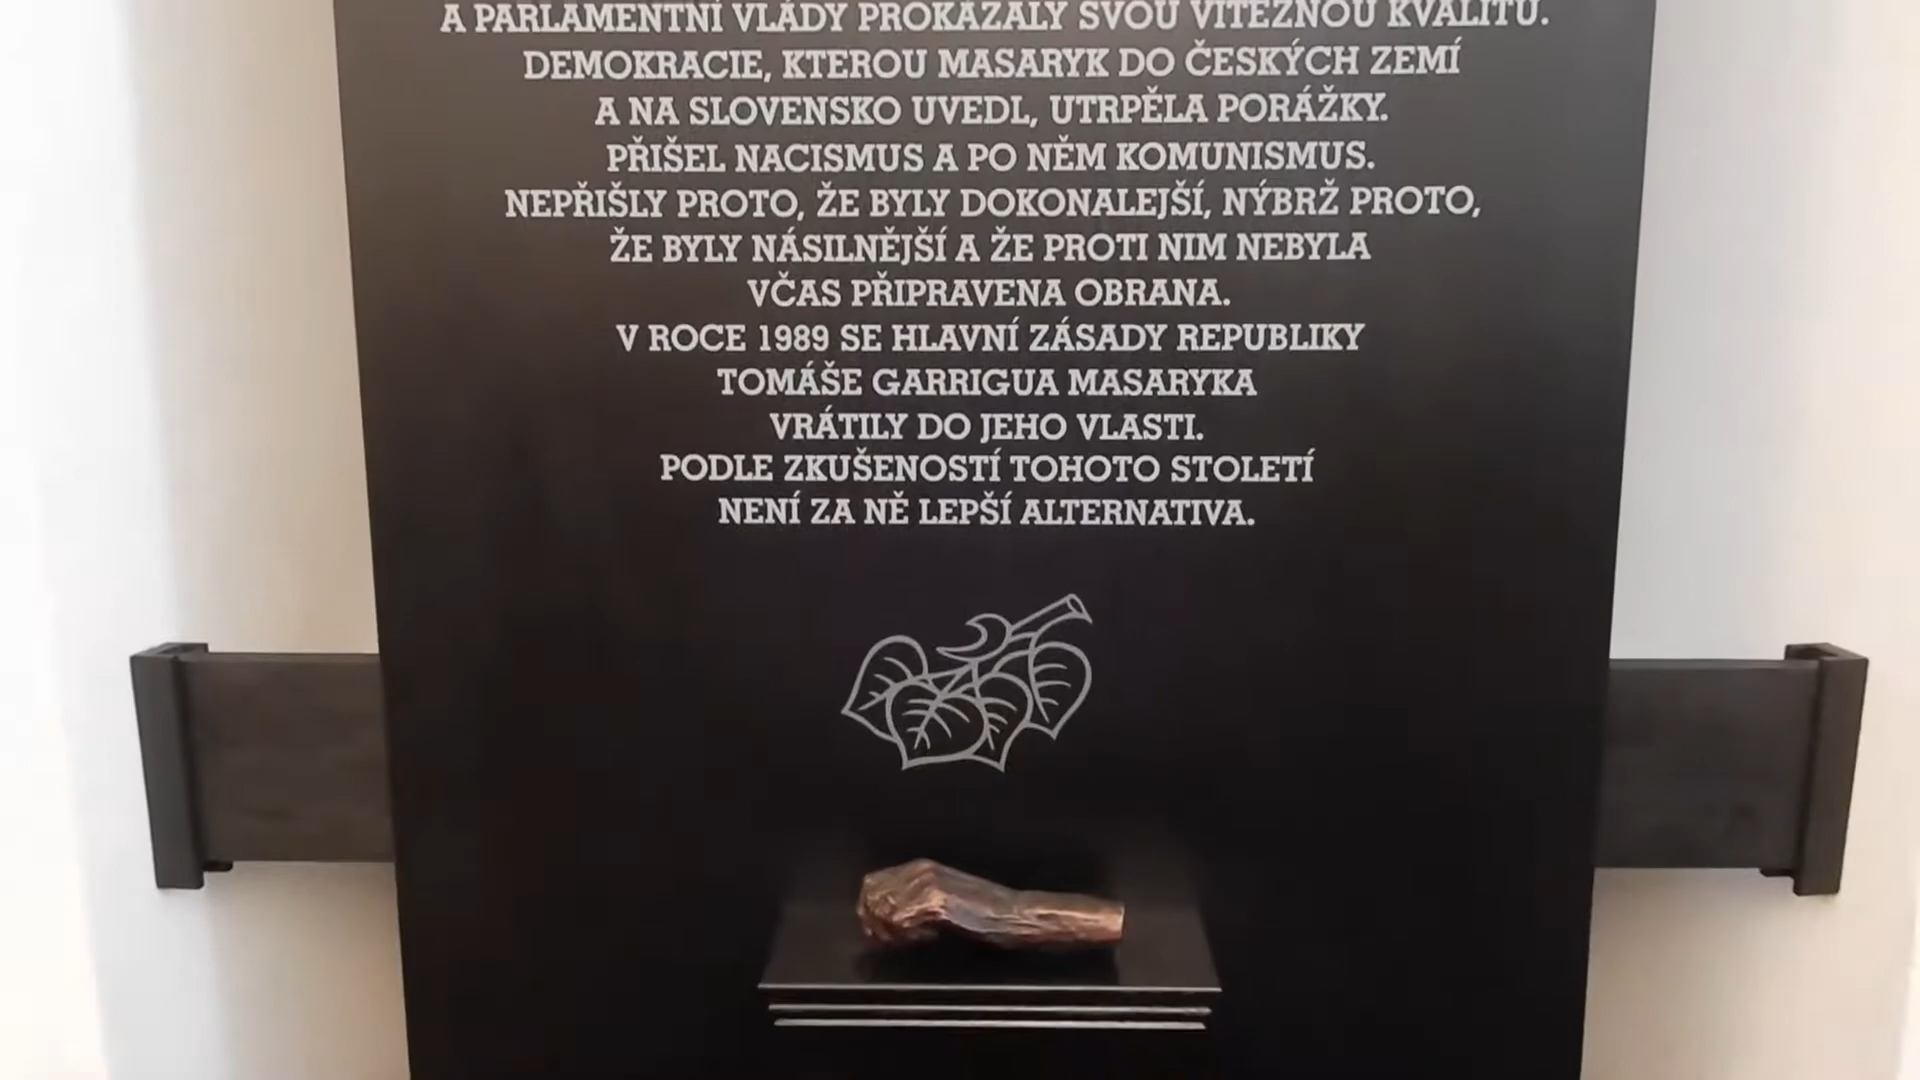 A PARLAMENTNÍ VLÁDY PROKÁZALY SVOU VÍTĚZNOU KVALITU.
DEMOKRACIE, KTEROU MASARYK DO ČESKÝCH ZEMÍ
A NA SLOVENSKO UVEDL, UTRPĚLA PORÁŽKY.
PŘIŠEL NACISMUS A PO NĚM KOMUNISMUS.
NEPŘIŠLY PROTO, ŽE BYLY DOKONALEJŠÍ, NÝBRŽ PROTO,
ŽE BYLY NÁSILNĚJŠÍ A ŽE PROTI NIM NEBYLA
VČAS PŘIPRAVENA OBRANA.
V ROCE 1989 SE HLAVNÍ ZÁSADY REPUBLIKY
TOMÁŠE GARRIGUA MASARYKA
VRÁTILY DO JEHO VLASTI.
PODLE ZKUŠENOSTÍ TOHOTO STOLETÍ
NENÍ ZA NĚ LEPŠÍ ALTERNATIVA.